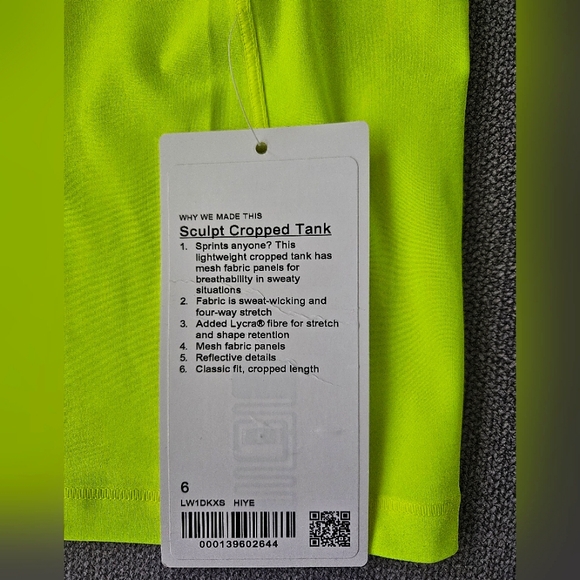 WHY WE MADE THIS
Sculpt Cropped Tank
1. Sprints anyone? This
lightweight cropped tank has
mesh fabric panels for
breathability in sweaty
situations
2. Fabric is sweat-wicking and
four-way stretch
3. Added Lycra® fibre for stretch
and shape retention
4. Mesh fabric panels
5. Reflective details
6. Classic fit, cropped length
6
LW1DKXS HIYE
000139602644